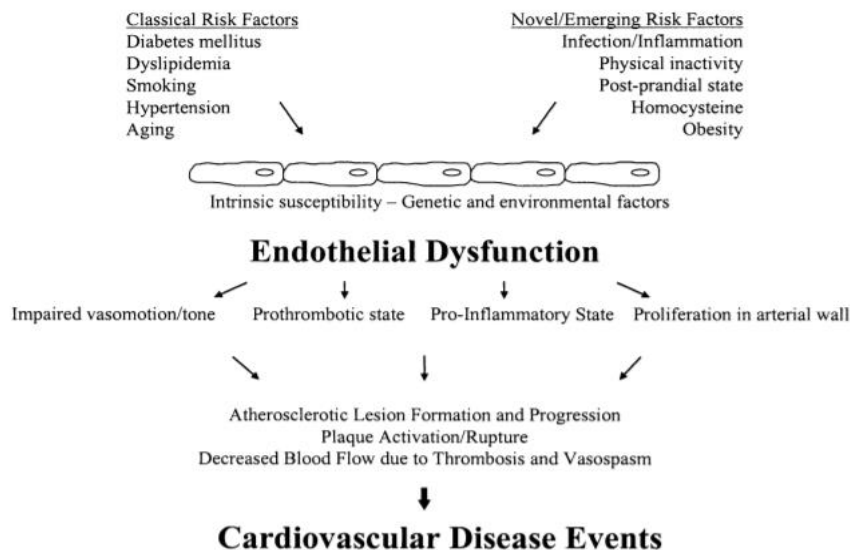 Classical Risk Factors
Diabetes mellitus
Dyslipidemia
Smoking
Hypertension
Aging
Novel/Emerging Risk Factors
Infection/Inflammation
Physical inactivity
Post-prandial state
Homocysteine
Obesity
Intrinsic susceptibility – Genetic and environmental factors
Endothelial Dysfunction
Impaired vasomotion/tone
Prothrombotic state
Pro-Inflammatory State
Proliferation in arterial wall
Atherosclerotic Lesion Formation and Progression
Plaque Activation/Rupture
Decreased Blood Flow due to Thrombosis and Vasospasm
Cardiovascular Disease Events